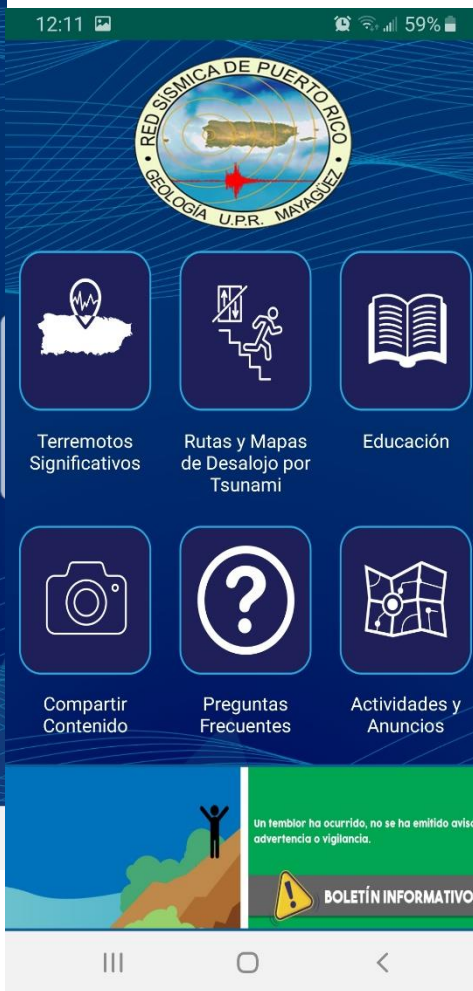 12:11
59%
RED SÍSMICA DE PUERTO RICO
GEOLOGÍA U.P.R. MAYAGÜEZ
Terremotos
Significativos
Rutas y Mapas
de Desalojo por
Tsunami
Educación
Compartir
Contenido
Preguntas
Frecuentes
Actividades y
Anuncios
Un temblor ha ocurrido, no se ha emitido aviso
advertencia o vigilancia.
BOLETÍN INFORMATIVO